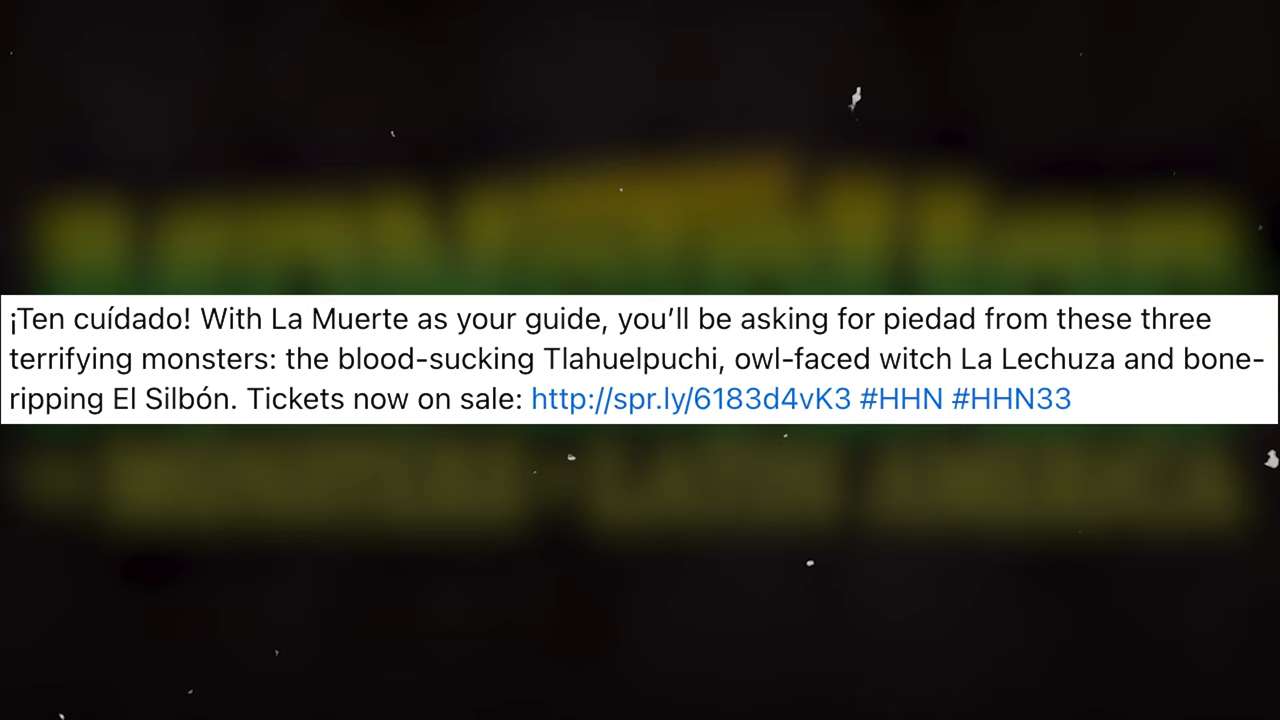 ¡Ten cuídado! With La Muerte as your guide, you’ll be asking for piedad from these three
terrifying monsters: the blood-sucking Tlahuelpuchi, owl-faced witch La Lechuza and bone-
ripping El Silbón. Tickets now on sale: http://spr.ly/6183d4vK3 #HHN #HHN33